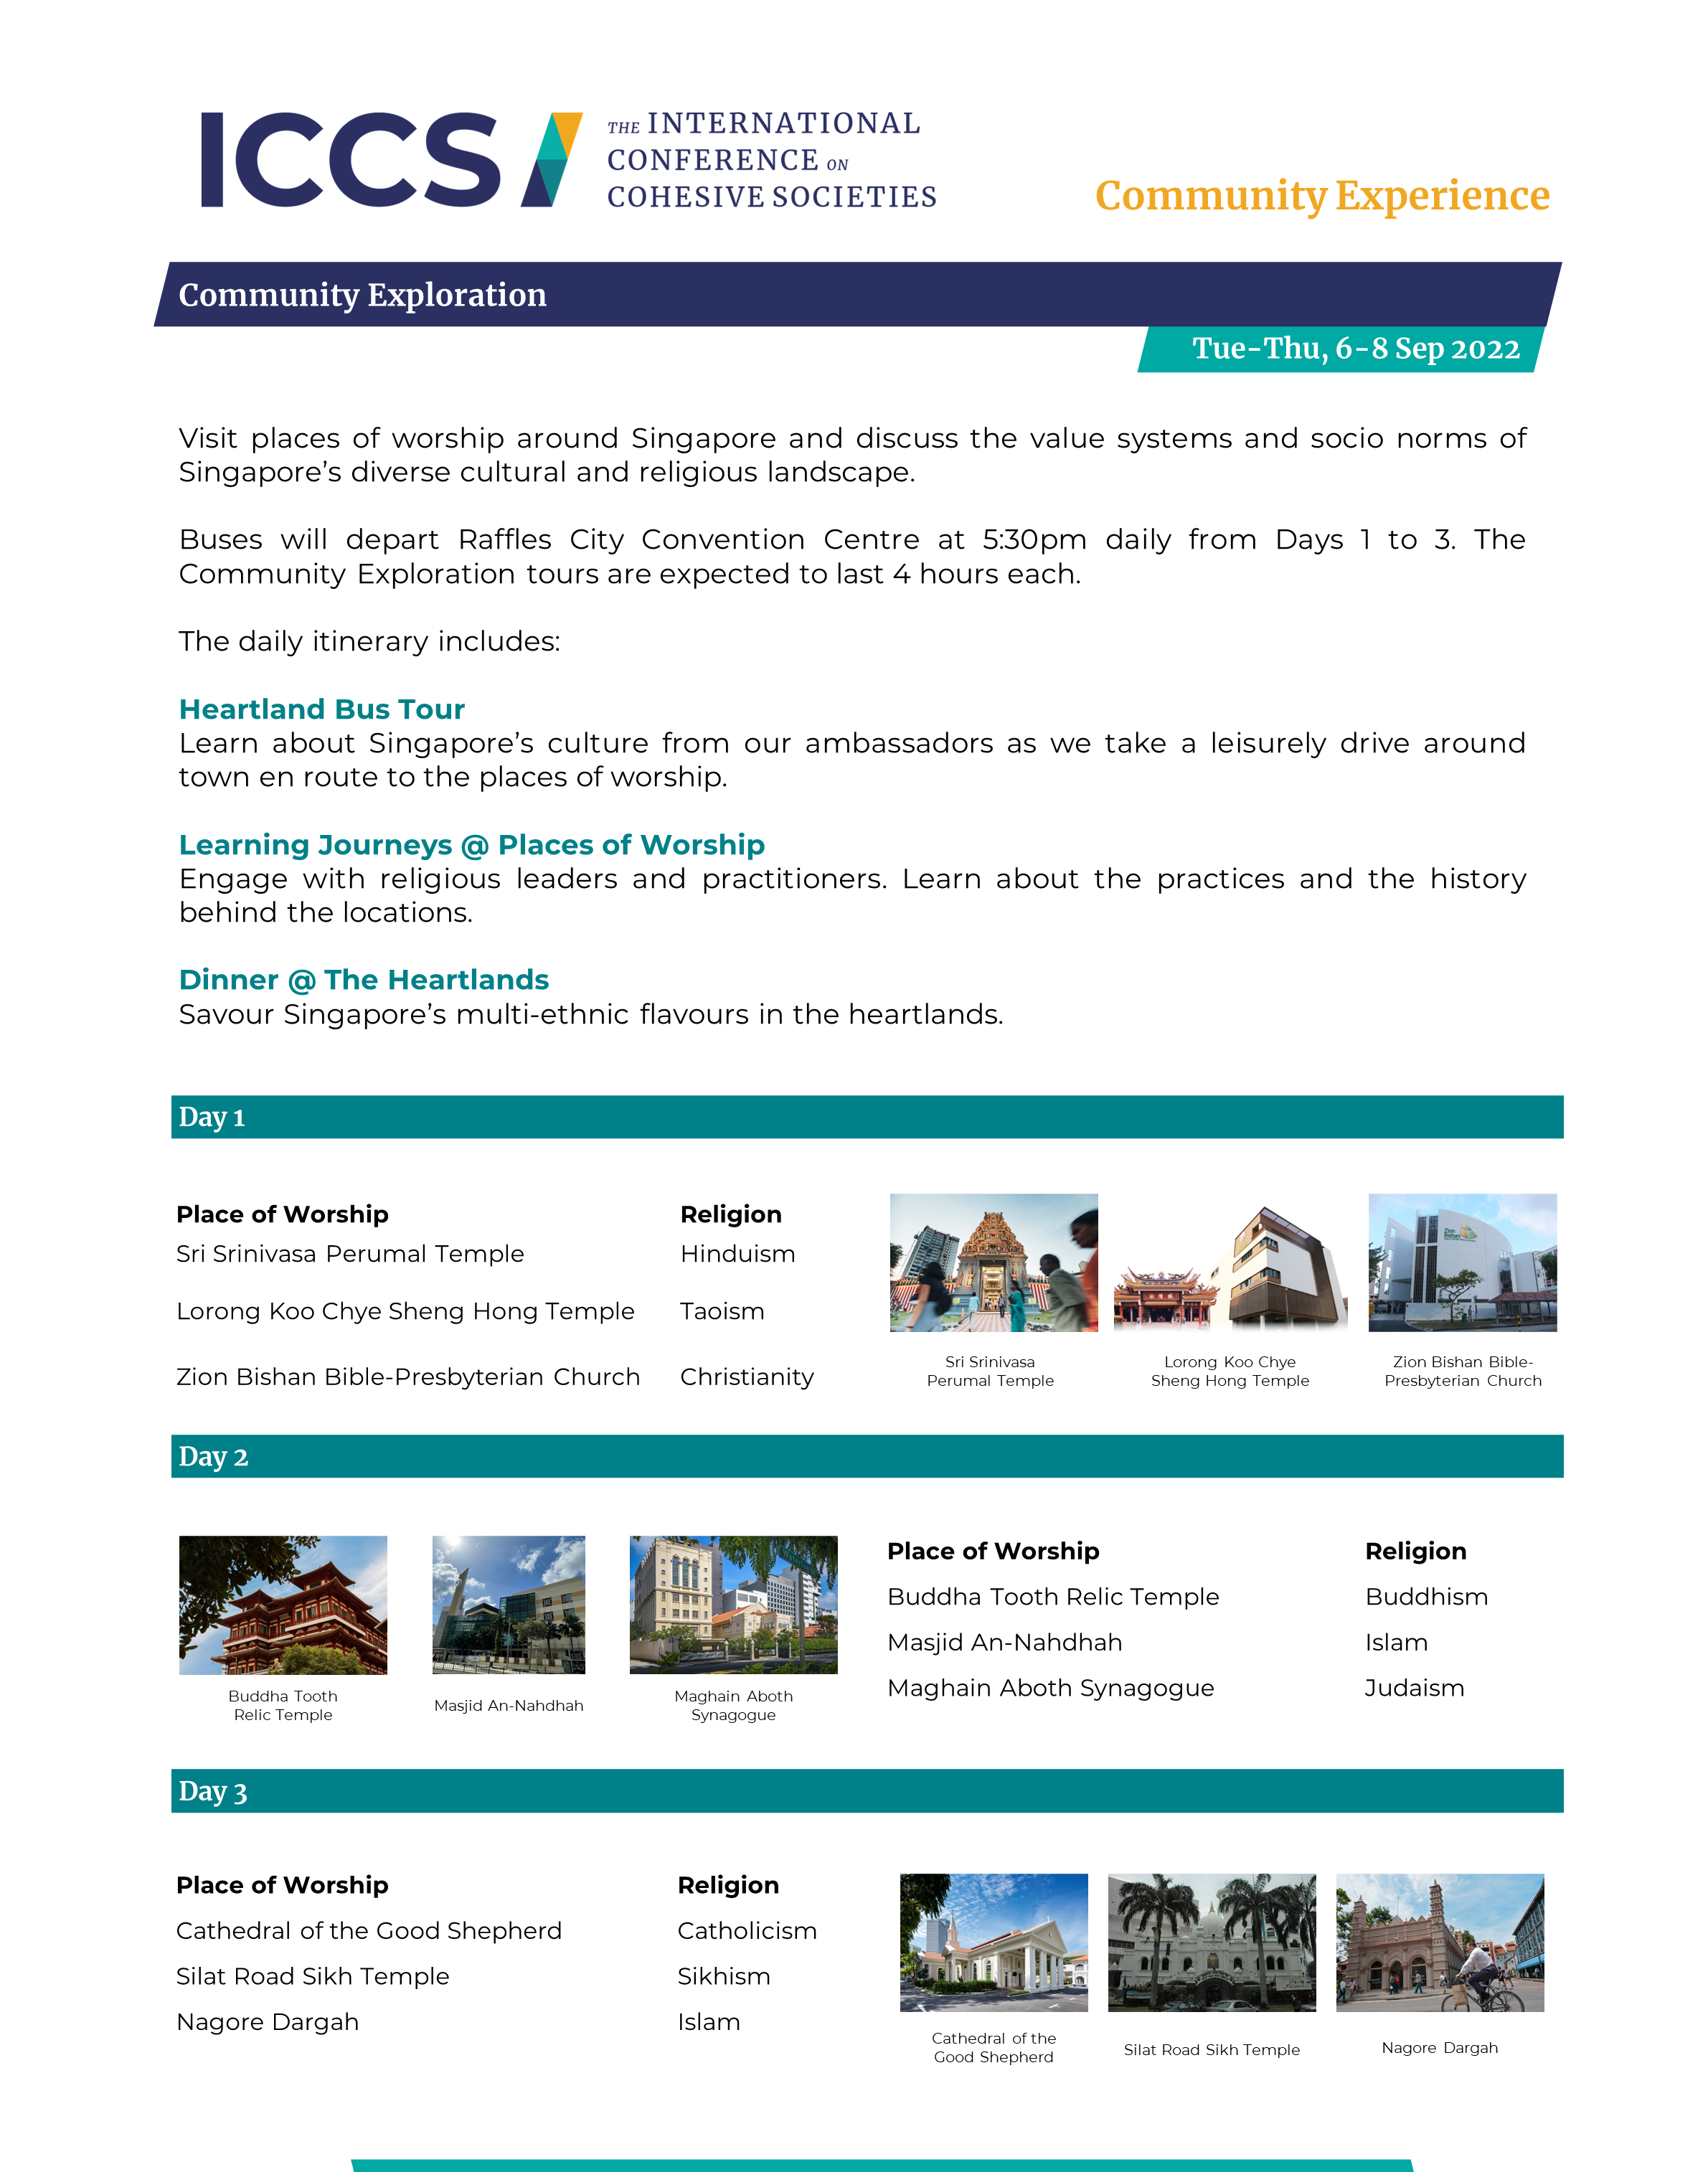 ICCS
THE INTERNATIONAL
CONFERENCE ON
COHESIVE SOCIETIES
Community Experience
Community Exploration
Tue-Thu, 6-8 Sep 2022
Visit places of worship around Singapore and discuss the value systems and socio norms of
Singapore’s diverse cultural and religious landscape.
Buses will depart Raffles City Convention Centre at 5:30pm daily from Days 1 to 3. The
Community Exploration tours are expected to last 4 hours each.
The daily itinerary includes:
Heartland Bus Tour
Learn about Singapore’s culture from our ambassadors as we take a leisurely drive around
town en route to the places of worship.
Learning Journeys @ Places of Worship
Engage with religious leaders and practitioners. Learn about the practices and the history
behind the locations.
Dinner @ The Heartlands
Savour Singapore’s multi-ethnic flavours in the heartlands.
Day 1
Place of Worship Religion
Sri Srinivasa Perumal Temple Hinduism
Lorong Koo Chye Sheng Hong Temple Taoism
Zion Bishan Bible-Presbyterian Church Christianity
Zion
Bishan
Sri Srinivasa
Perumal Temple
Lorong Koo Chye
Sheng Hong Temple
Zion Bishan Bible-
Presbyterian Church
Day 2
Buddha Tooth
Relic Temple
Masjid An-Nahdhah
Maghain Aboth
Synagogue
Place of Worship Religion
Buddha Tooth Relic Temple Buddhism
Masjid An-Nahdhah Islam
Maghain Aboth Synagogue Judaism
Day 3
Place of Worship Religion
Cathedral of the Good Shepherd Catholicism
Silat Road Sikh Temple Sikhism
Nagore Dargah Islam
Cathedral of the
Good Shepherd
Silat Road Sikh Temple
Nagore Dargah